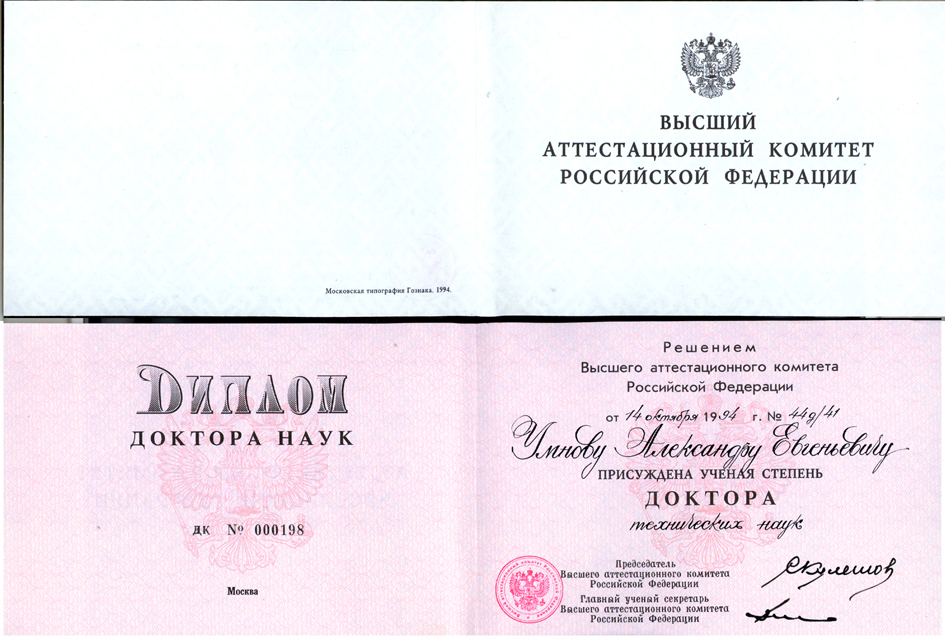 ВЫСШИЙ
АТТЕСТАЦИОННЫЙ КОМИТЕТ
РОССИЙСКОЙ ФЕДЕРАЦИИ
Московская типография Гознака. 1994.
ДИПЛОМ
ДОКТОРА НАУК
ДК № 000198
Москва
Решением
Высшего аттестационного комитета
Российской Федерации
от 14 октября 1994 г. № 44д/41
Умнову Александру Евгеньевичу
ПРИСУЖДЕНА УЧЕНАЯ СТЕПЕНЬ
ДОКТОРА
технических наук
Председатель
Высшего аттестационного комитета
Российской Федерации
СКулешов
Главный ученый секретарь
Высшего аттестационного комитета
Российской Федерации